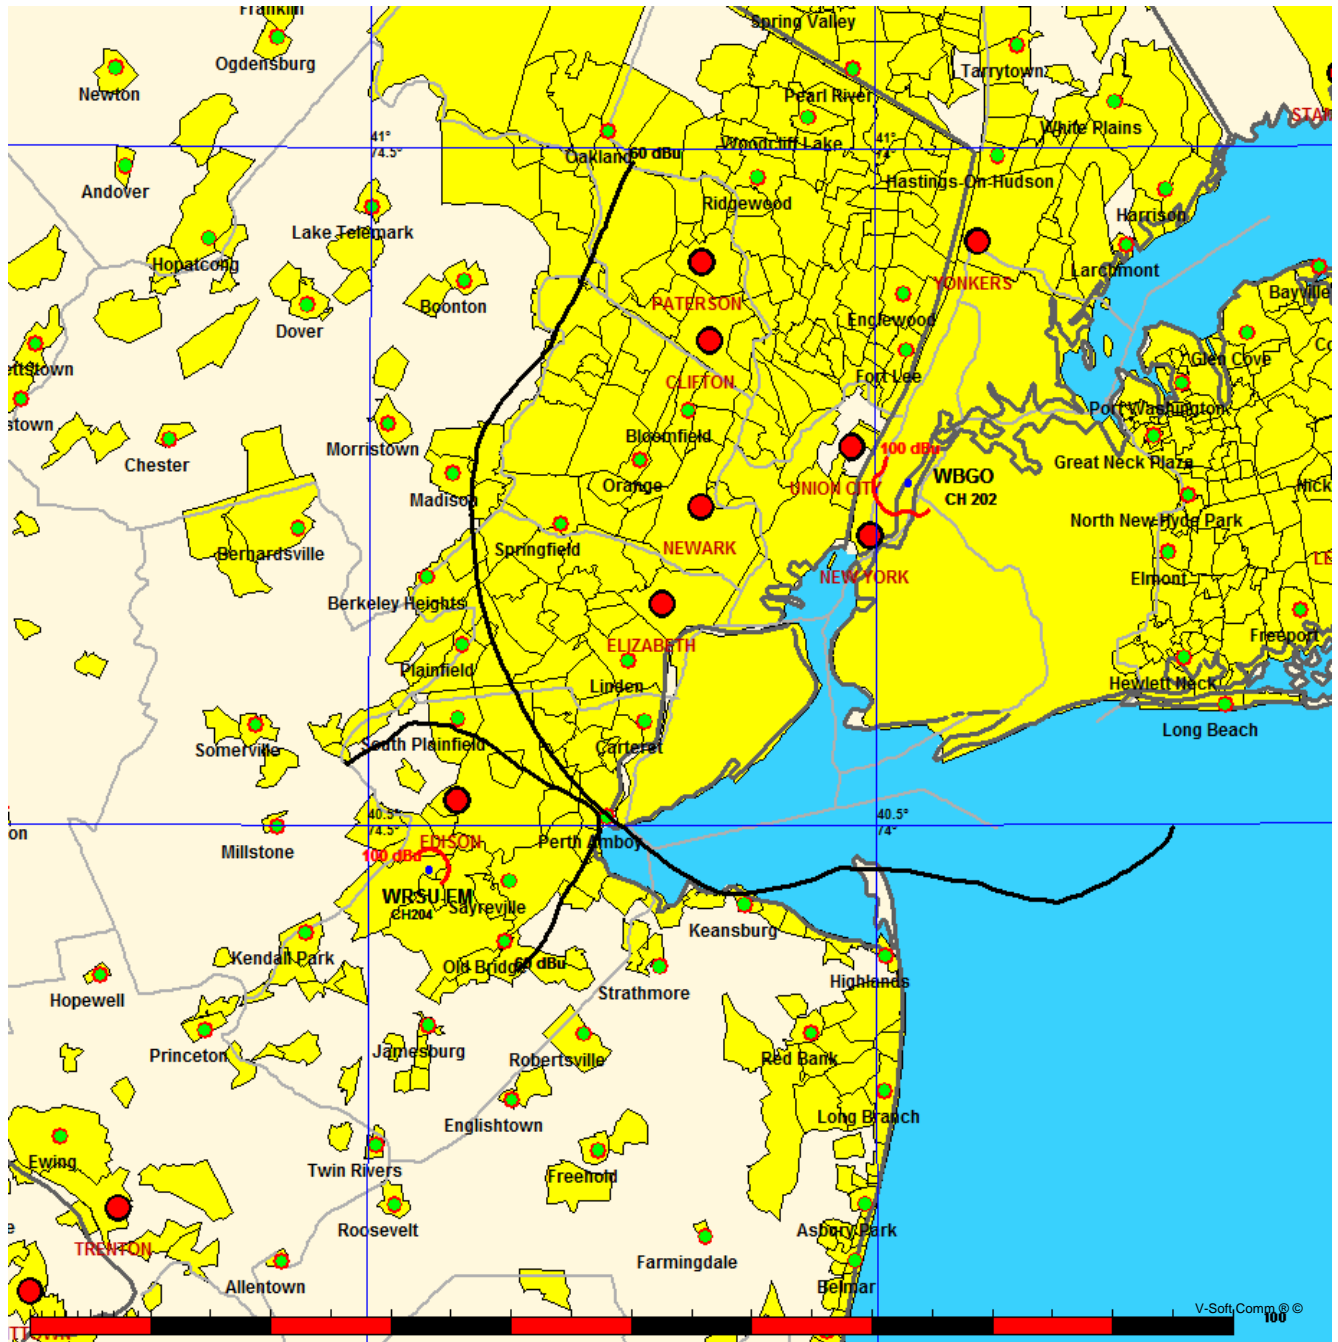 Franklin
Spring Valley
Ogdensburg
Tarrytown
Newton
Pearl River
White Plains
Woodcliff Lake
41°
74.5°
Oakland
60 dBu
41°
74°
Andover
Hastings-On-Hudson
Ridgewood
Harrison
Lake Telemark
Hopatcong
Larchmont
YONKERS
Bayville
PATERSON
Boonton
Dover
Englewood
Glen Cove
ettstown
Fort Lee
CLIFTON
Port Washington
stown
Bloomfield
Morristown
Chester
100 dBu
Great Neck Plaza
Orange
UNION CITY
WBGO
CH 202
Madison
North New Hyde Park
Springfield
NEWARK
Bernardsville
NEW YORK
Elmont
Berkeley Heights
Freeport
ELIZABETH
Plainfield
Linden
Hewlett Neck
Long Beach
South Plainfield
Carteret
Somerville
40.5°
74.5°
40.5°
74°
on
EDISON
Perth Amboy
Millstone
100 dBu
WRSU-FM
CH204
Sayreville
Keansburg
Kendall Park
Old Bridge
60 dBu
Hopewell
Strathmore
Highlands
Princeton
Jamesburg
Robertsville
Red Bank
Englishtown
Long Branch
Ewing
Twin Rivers
Freehold
Roosevelt
Asbury Park
TRENTON
Farmingdale
Allentown
Belmar
V-Soft Comm ® ©
100